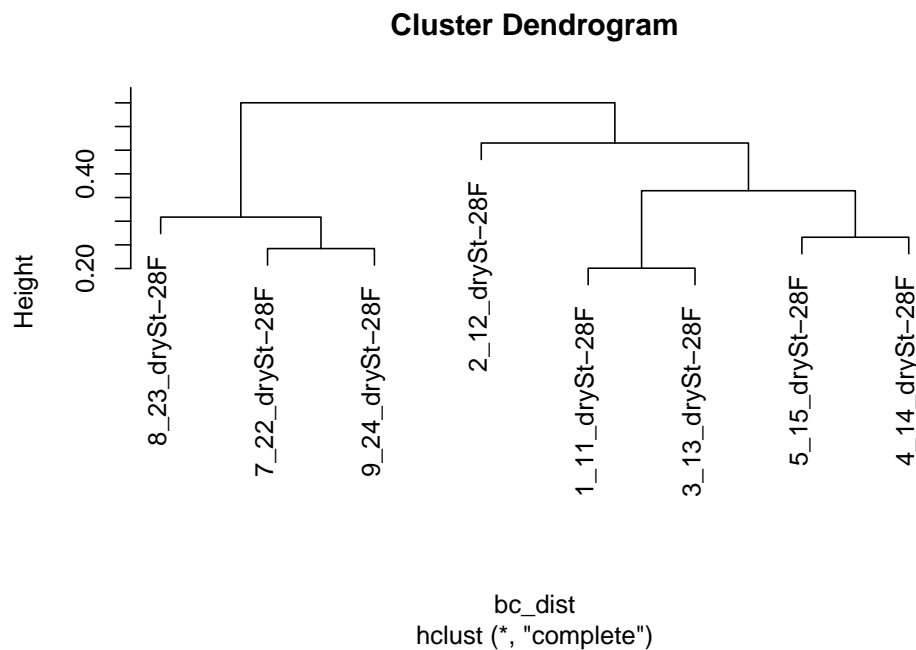 Cluster Dendrogram
Height
0.20
0.40
8_23_drySt−28F
7_22_drySt−28F
9_24_drySt−28F
2_12_drySt−28F
1_11_drySt−28F
3_13_drySt−28F
5_15_drySt−28F
4_14_drySt−28F
bc_dist
hclust (*, "complete")